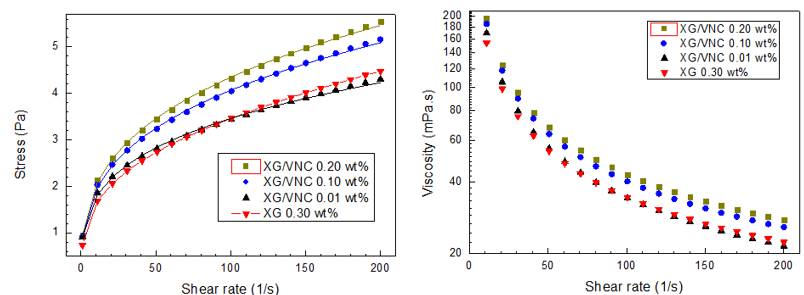 5
4
3
2
1
Stress (Pa)
XG/VNC 0.20 wt%
XG/VNC 0.10 wt%
XG/VNC 0.01 wt%
XG 0.30 wt%
0 50 100 150 200
Shear rate (1/s)
200
180
160
140
120
100
80
60
40
20
Viscosity (mPa.s)
XG/VNC 0.20 wt%
XG/VNC 0.10 wt%
XG/VNC 0.01 wt%
XG 0.30 wt%
0 50 100 150 200
Shear rate (1/s)